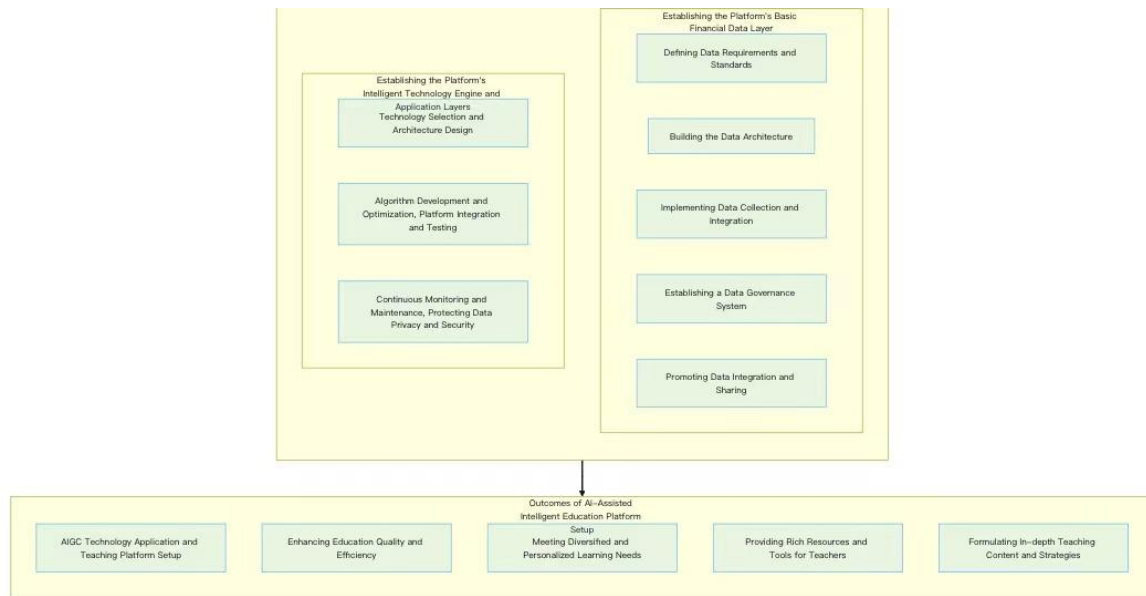 Establishing the Platform's
Intelligent Technology Engine and
Application Layers
Technology Selection and
Architecture Design
Algorithm Development and
Optimization, Platform Integration
and Testing
Continuous Monitoring and
Maintenance, Protecting Data
Privacy and Security
Establishing the Platform's Basic
Financial Data Layer
Defining Data Requirements and
Standards
Building the Data Architecture
Implementing Data Collection and
Integration
Establishing a Data Governance
System
Promoting Data Integration and
Sharing
Outcomes of AI-Assisted
Intelligent Education Platform
Setup
AIGC Technology Application and
Teaching Platform Setup
Enhancing Education Quality and
Efficiency
Meeting Diversified and
Personalized Learning Needs
Providing Rich Resources and
Tools for Teachers
Formulating In-depth Teaching
Content and Strategies